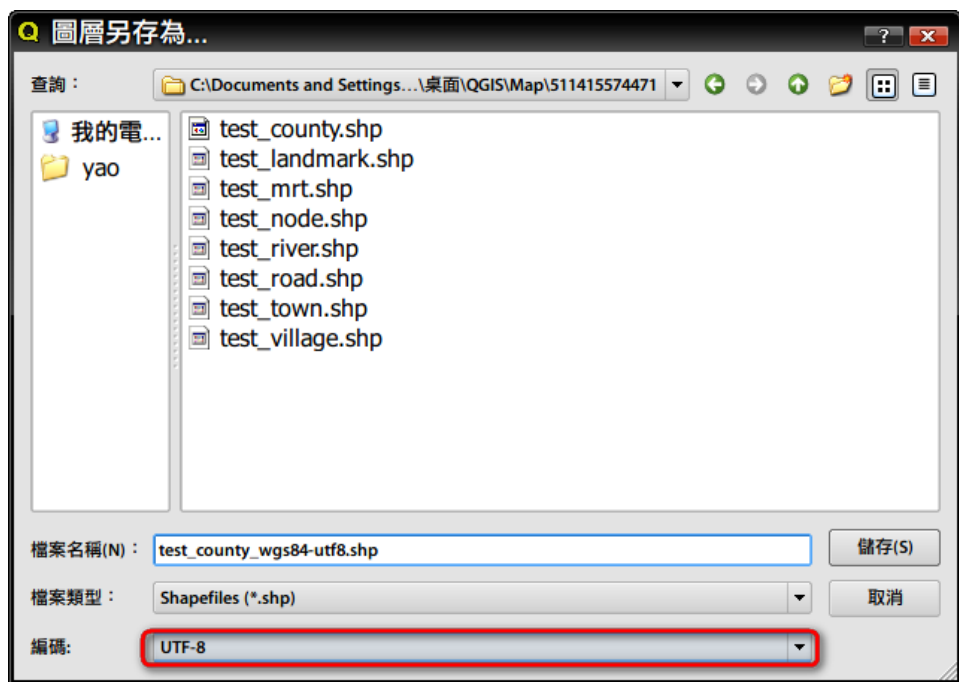 圖層另存為...
查詢：
C:\Documents and Settings...\桌面\QGIS\Map\511415574471
我的電...
yao
test_county.shp
test_landmark.shp
test_mrt.shp
test_node.shp
test_river.shp
test_road.shp
test_town.shp
test_village.shp
檔案名稱(N)：
test_county_wgs84-utf8.shp
儲存(S)
檔案類型：
Shapefiles (*.shp)
取消
編碼:
UTF-8